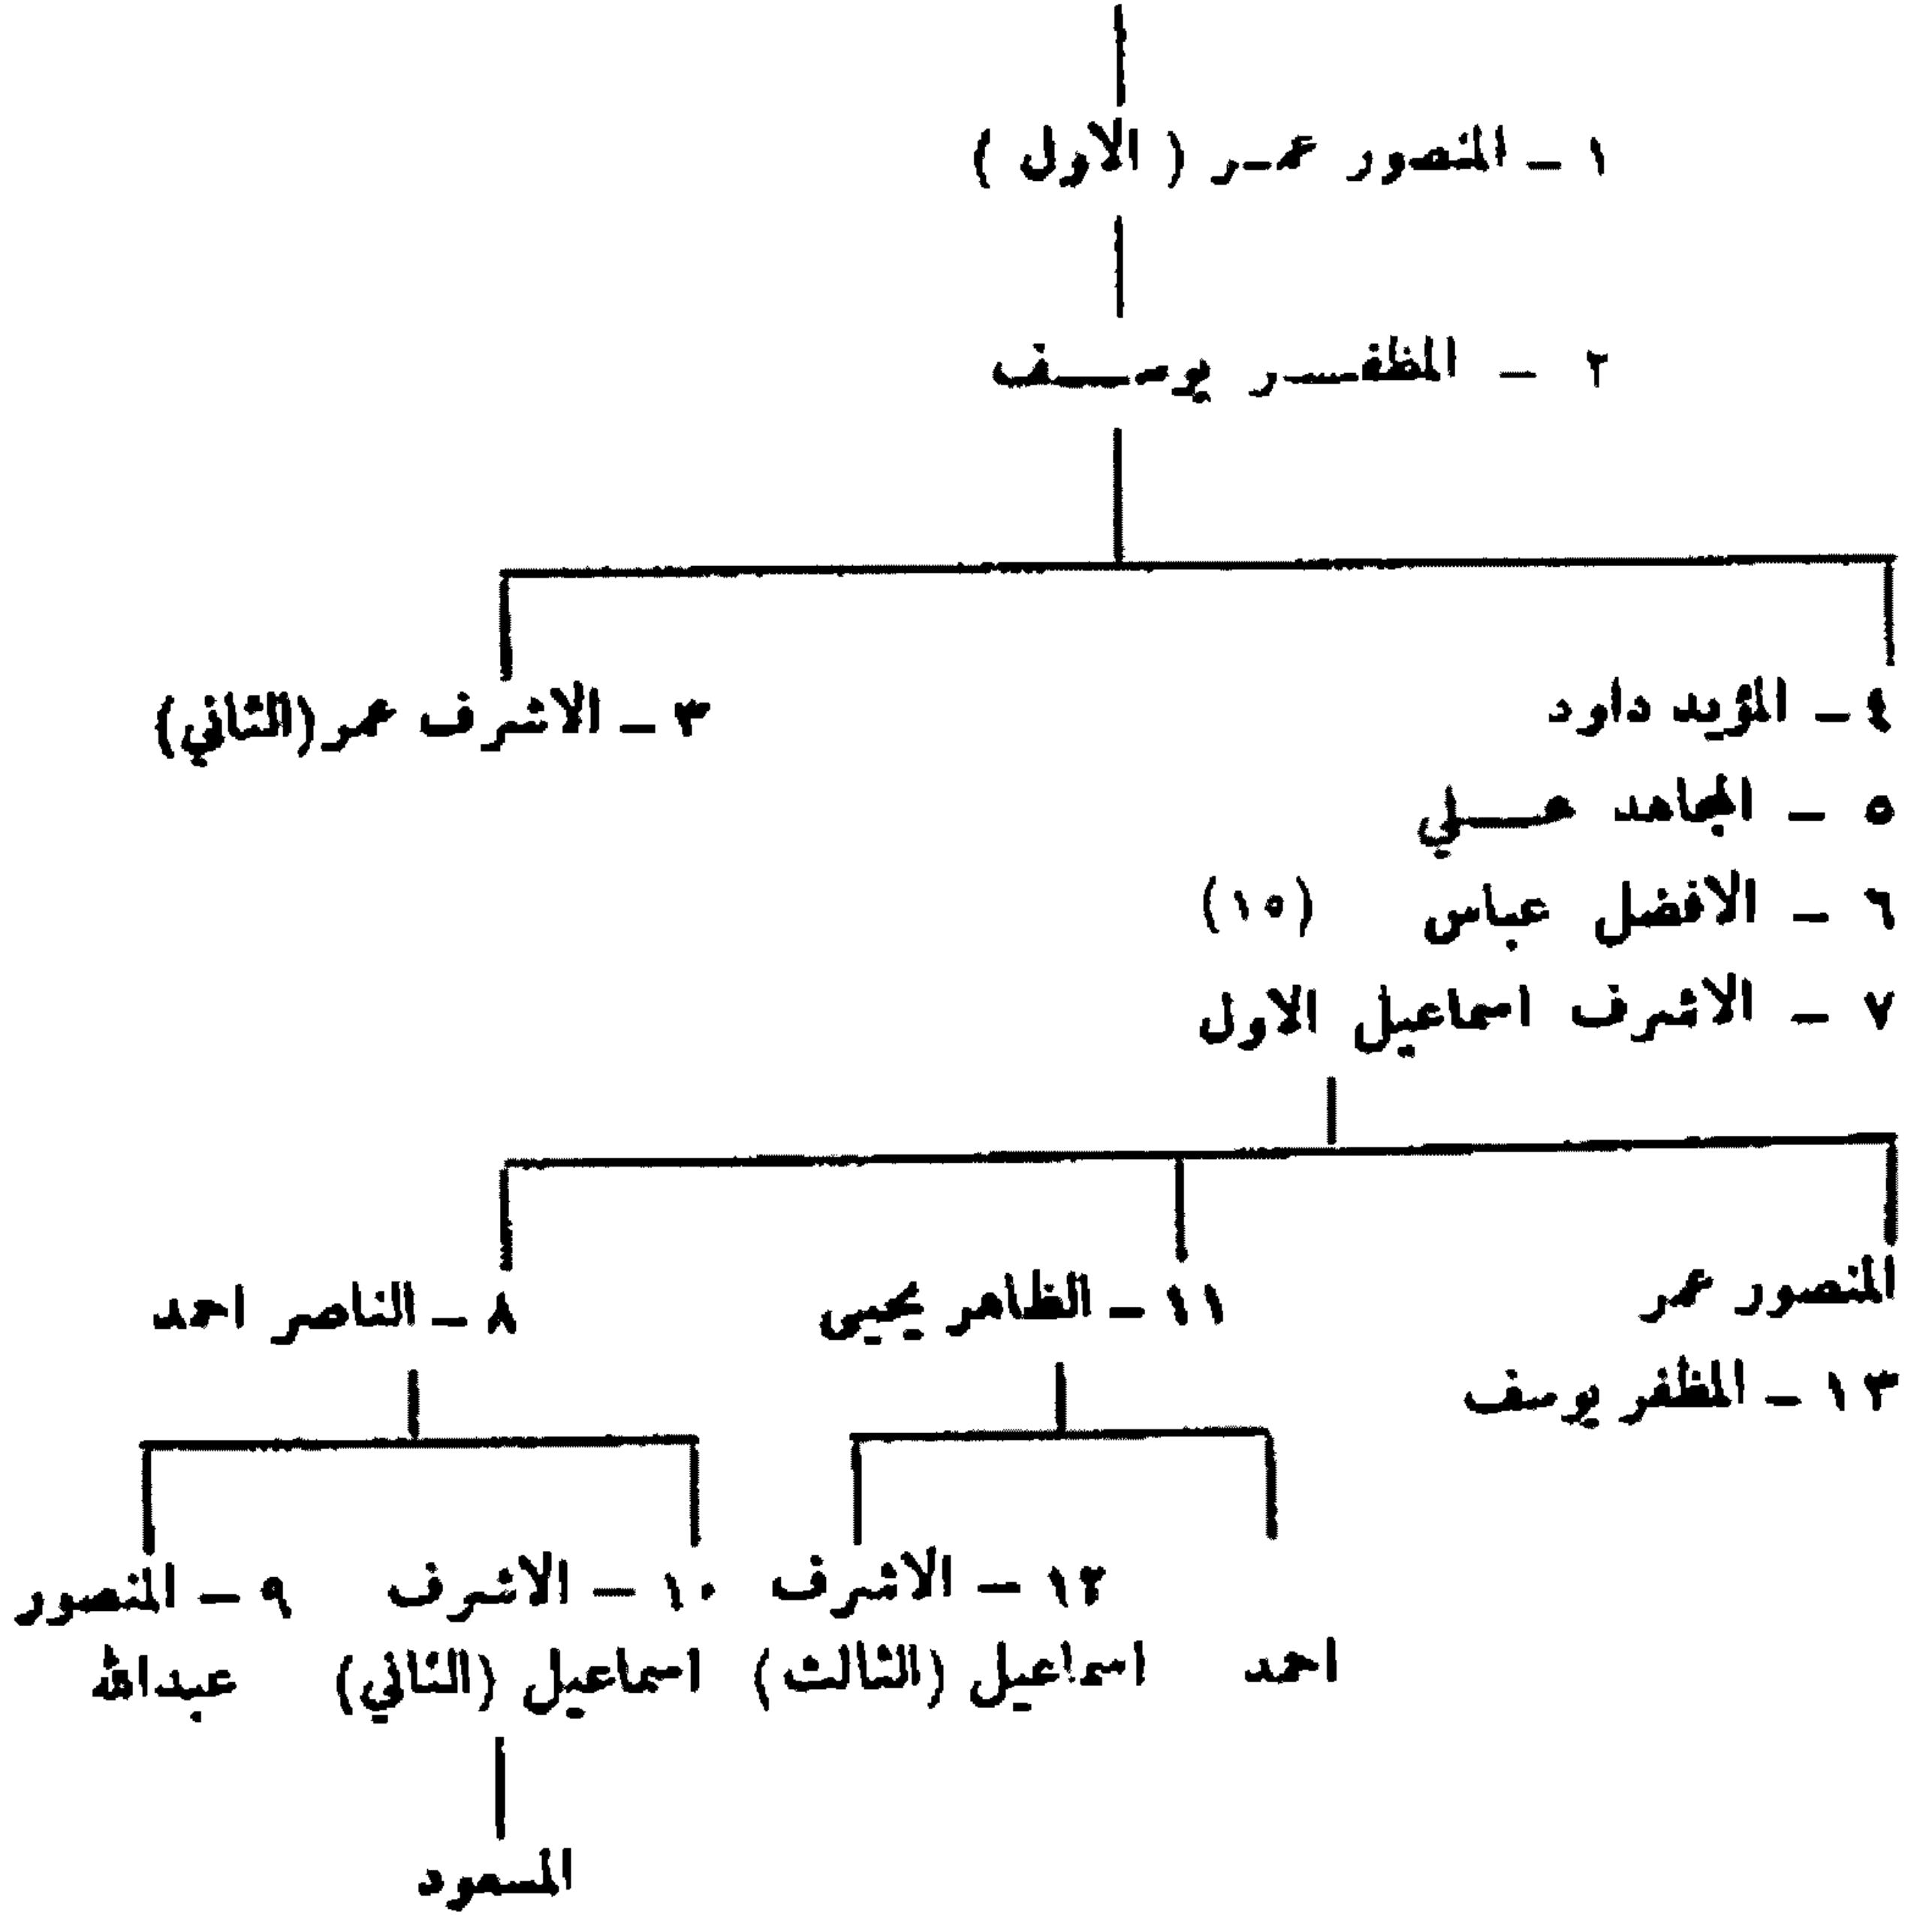 ١ - المنصور عمر ( الاول )
٢ - المظفر يوسف
٤ - المؤيد داود
٣ - الاشرف عمر (الثاني)
٥ - المجاهد علي
٦ - الافضل عباس (١٥)
٧ - الاشرف اسماعيل الاول
المنصور عمر
١١ - الظاهر يحيى
٨ - الناصر احمد
١٣ - المظفر يوسف
احمد
١٢ - الاشرف
اسماعيل (الثالث)
١٠ - الاشرف
اسماعيل (الثاني)
٩ - المنصور
عبدالله
المسعود